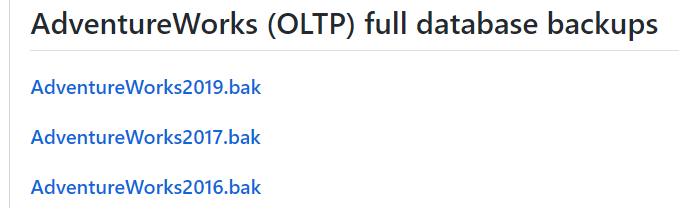 AdventureWorks (OLTP) full database backups
AdventureWorks2019.bak
AdventureWorks2017.bak
AdventureWorks2016.bak